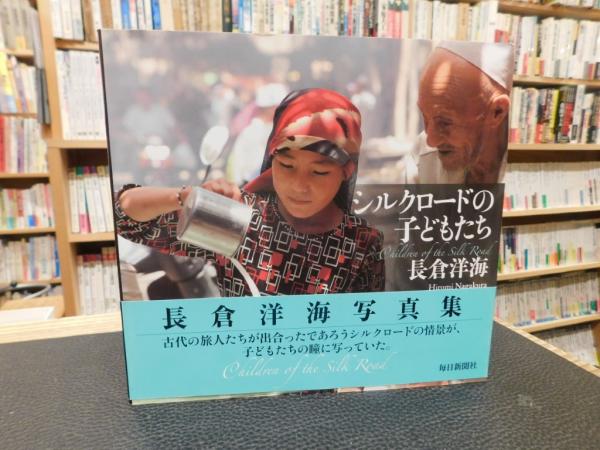 シルクロードの
子どもたち
Children of the Silk Road
長倉洋海
Hiromi Nagakura
長倉洋海写真集
古代の旅人たちが出合ったであろうシルクロードの情景が、
子どもたちの瞳に写っていた。
Children of the Silk Road
毎日新聞社